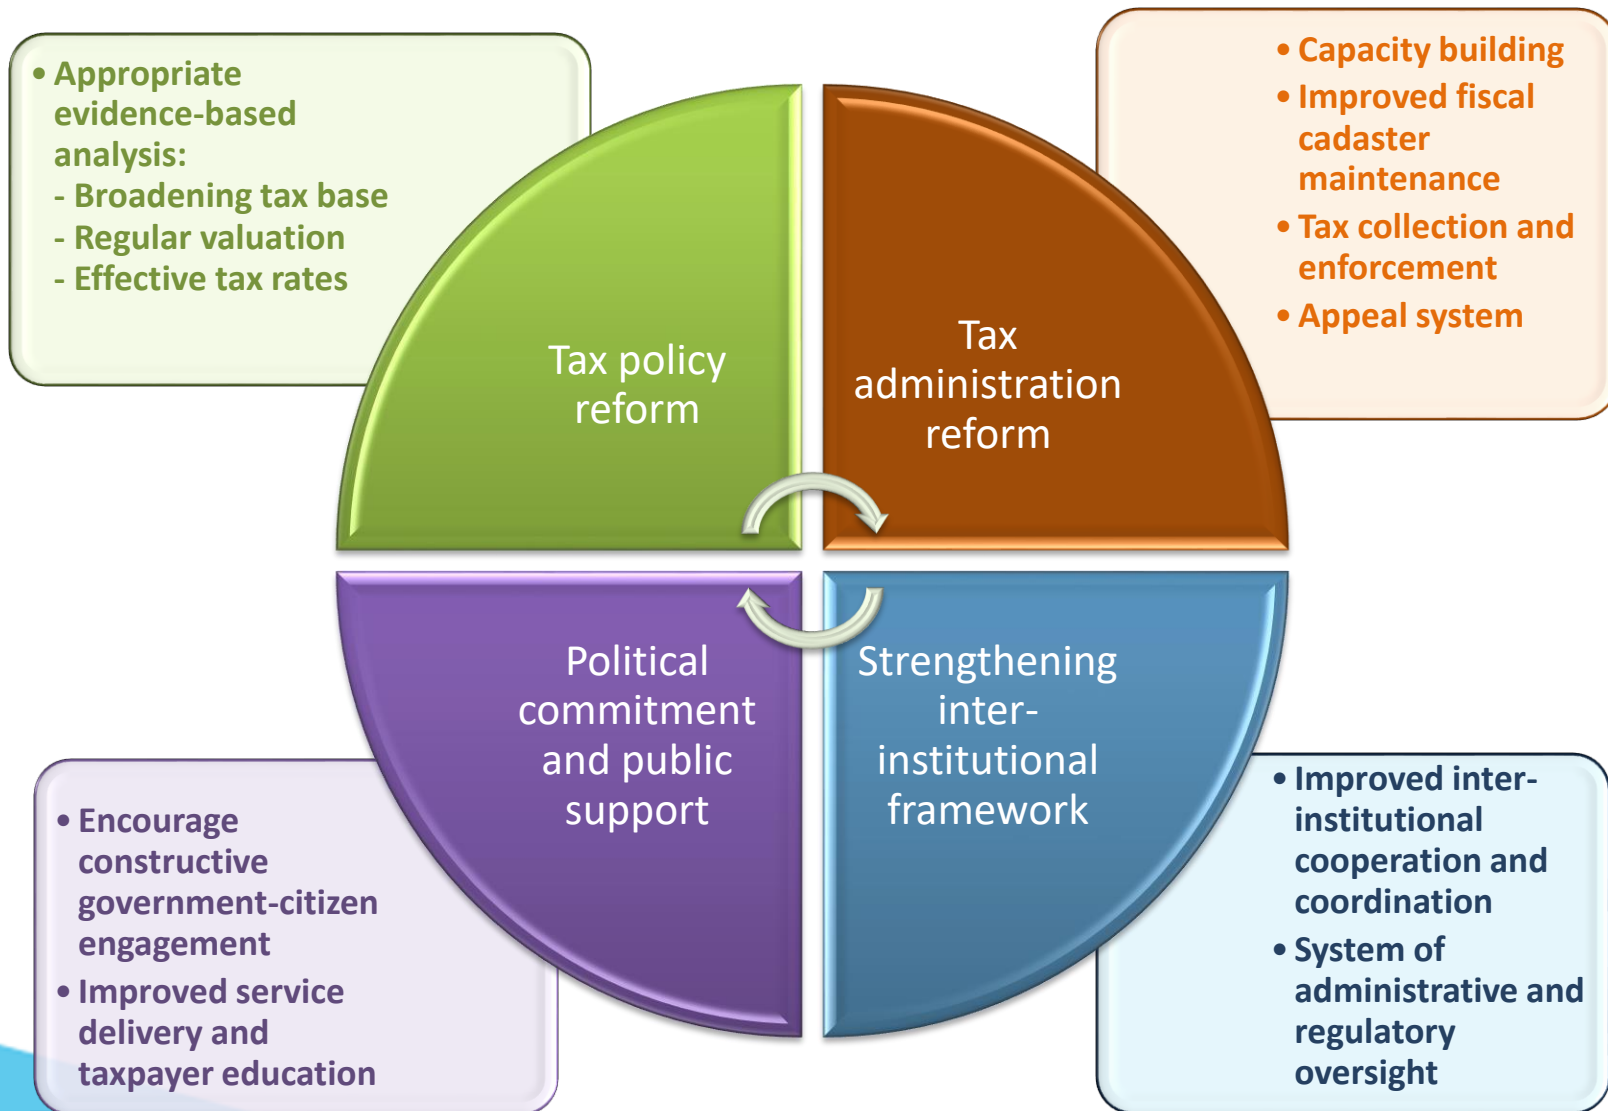 • Appropriate
evidence-based
analysis:
- Broadening tax base
- Regular valuation
- Effective tax rates
• Capacity building
• Improved fiscal
cadaster
maintenance
• Tax collection and
enforcement
• Appeal system
Tax policy
reform
Tax
administration
reform
Political
commitment
and public
support
Strengthening
inter-
institutional
framework
• Encourage
constructive
government-citizen
engagement
• Improved service
delivery and
taxpayer education
• Improved inter-
institutional
cooperation and
coordination
• System of
administrative and
regulatory
oversight